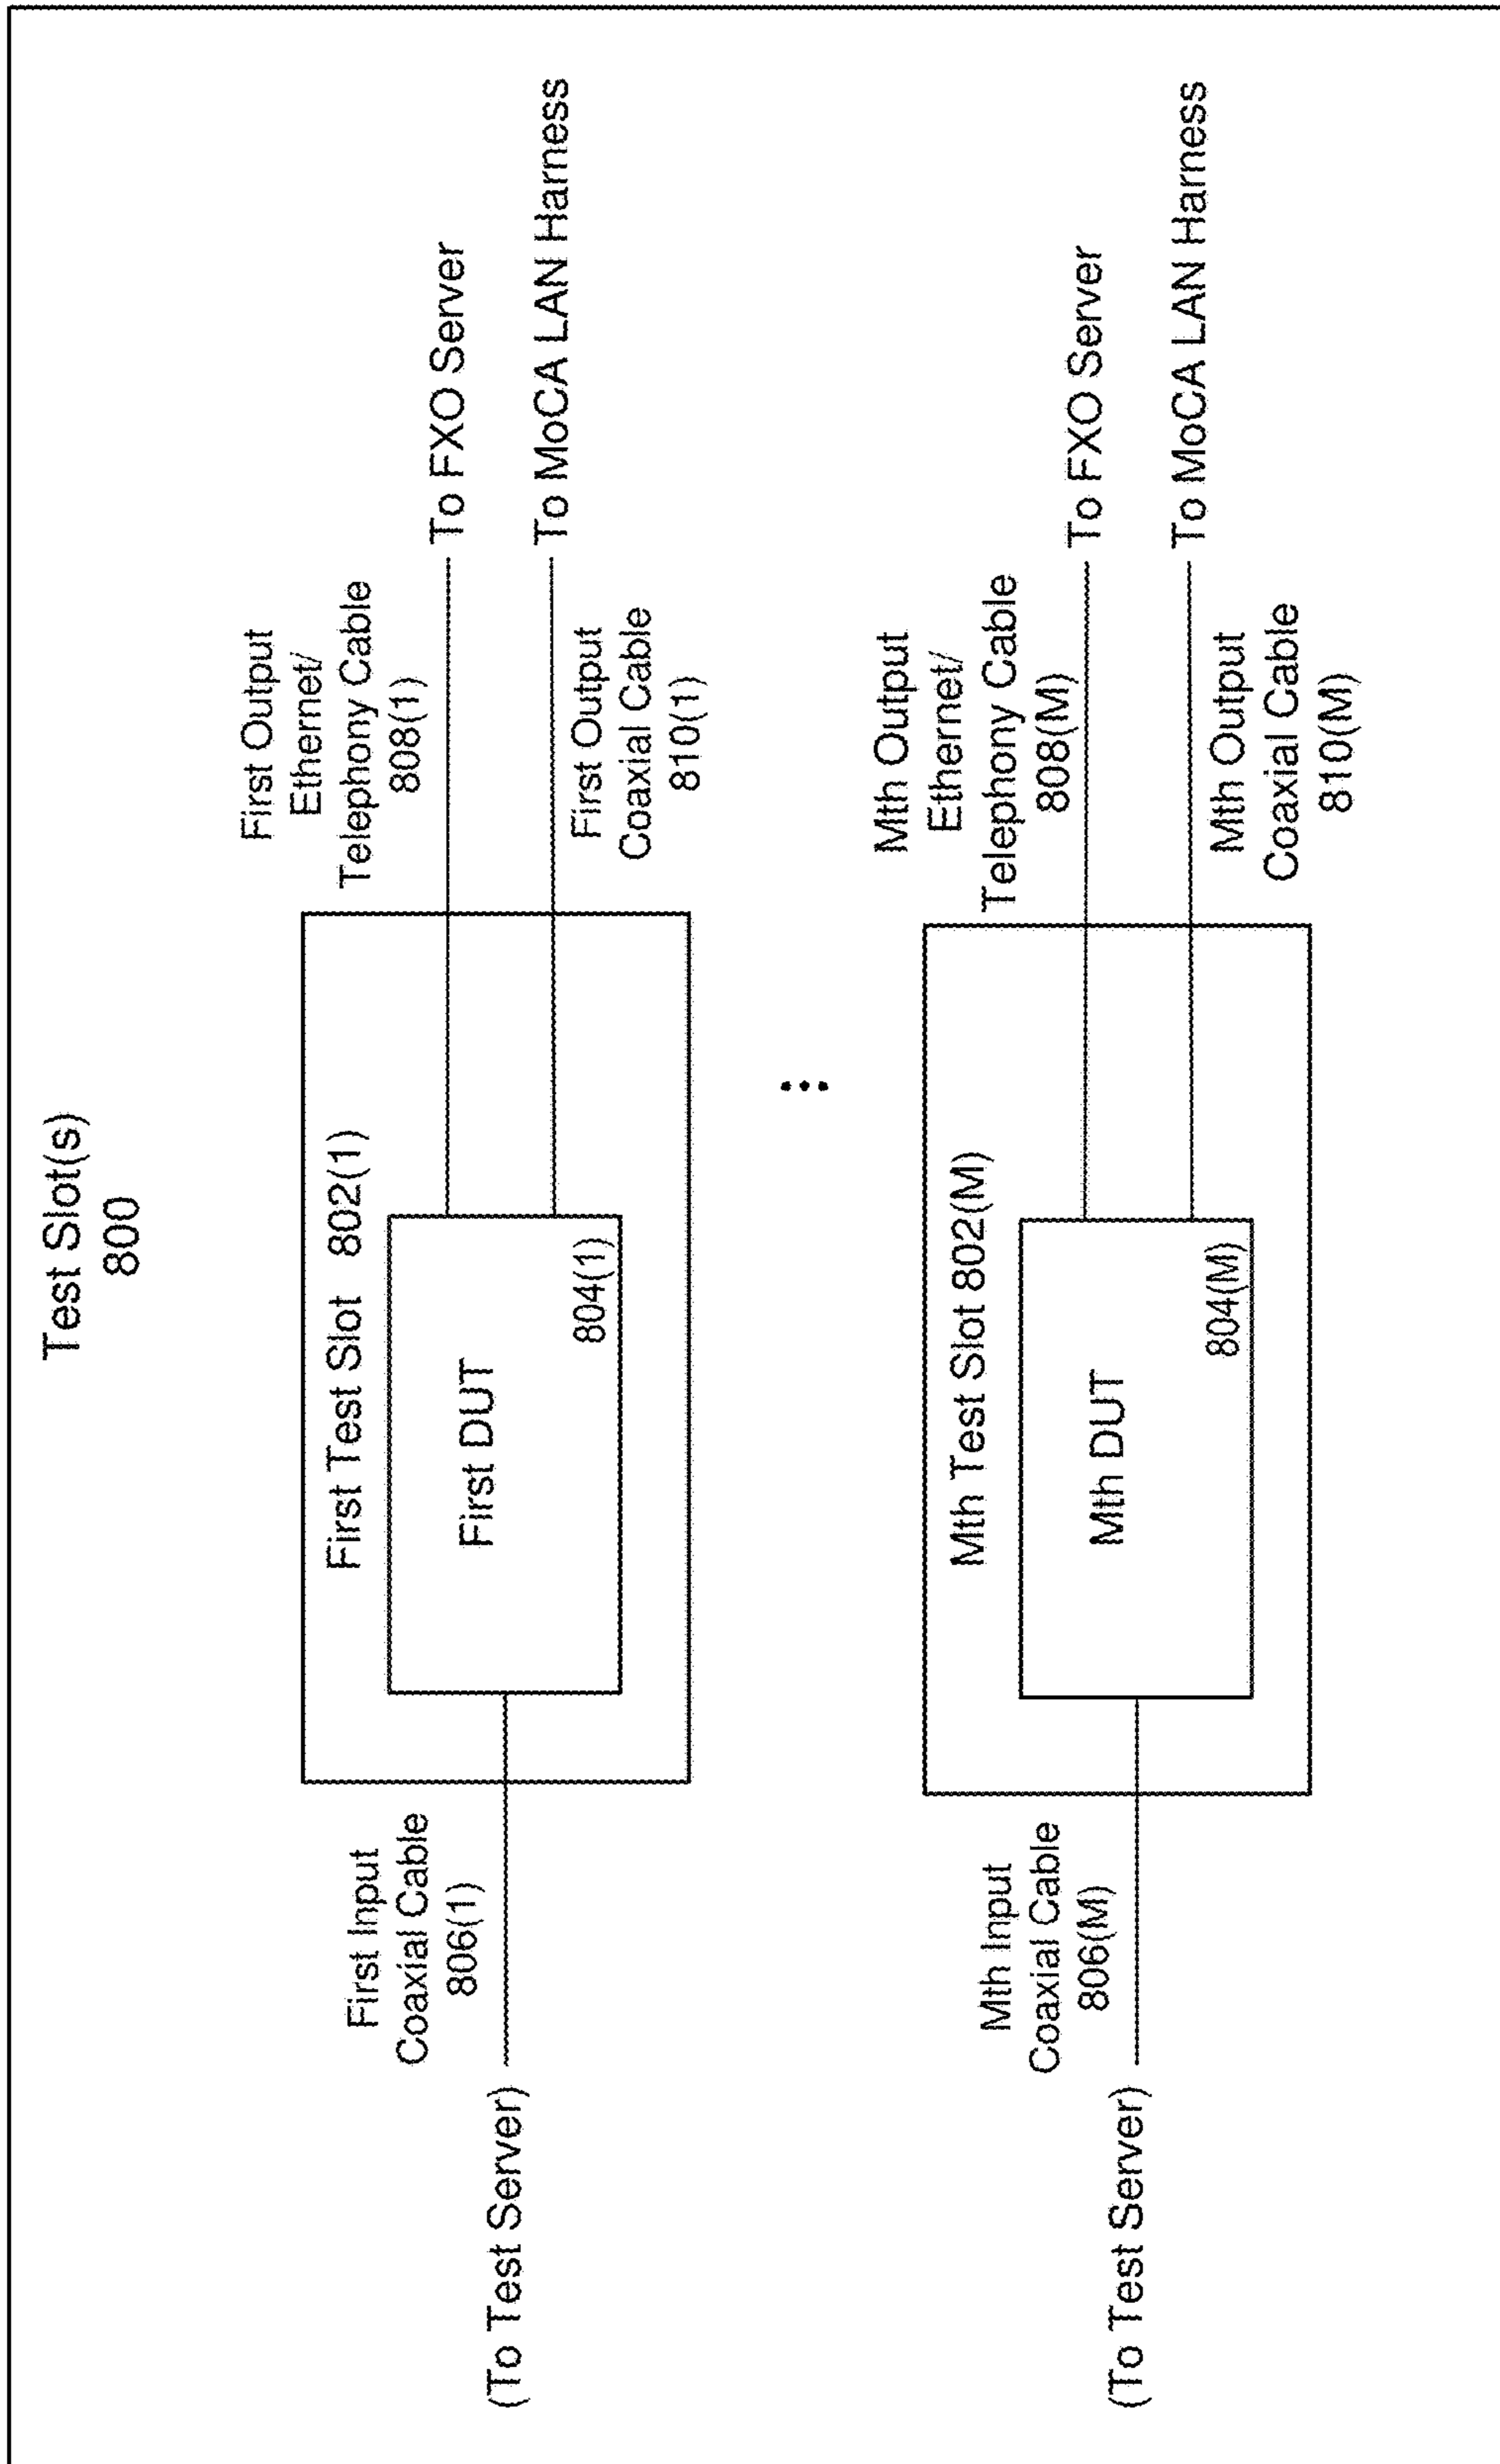 Test Slot(s)
800
First Test Slot 802(1)
First DUT
804(1)
First Input
Coaxial Cable
806(1)
(To Test Server)
First Output
Ethernet/
Telephony Cable
808(1)
To FXO Server
First Output
Coaxial Cable
810(1)
To MoCA LAN Harness
Mth Test Slot 802(M)
Mth DUT
804(M)
Mth Input
Coaxial Cable
806(M)
(To Test Server)
Mth Output
Ethernet/
Telephony Cable
808(M)
To FXO Server
Mth Output
Coaxial Cable
810(M)
To MoCA LAN Harness